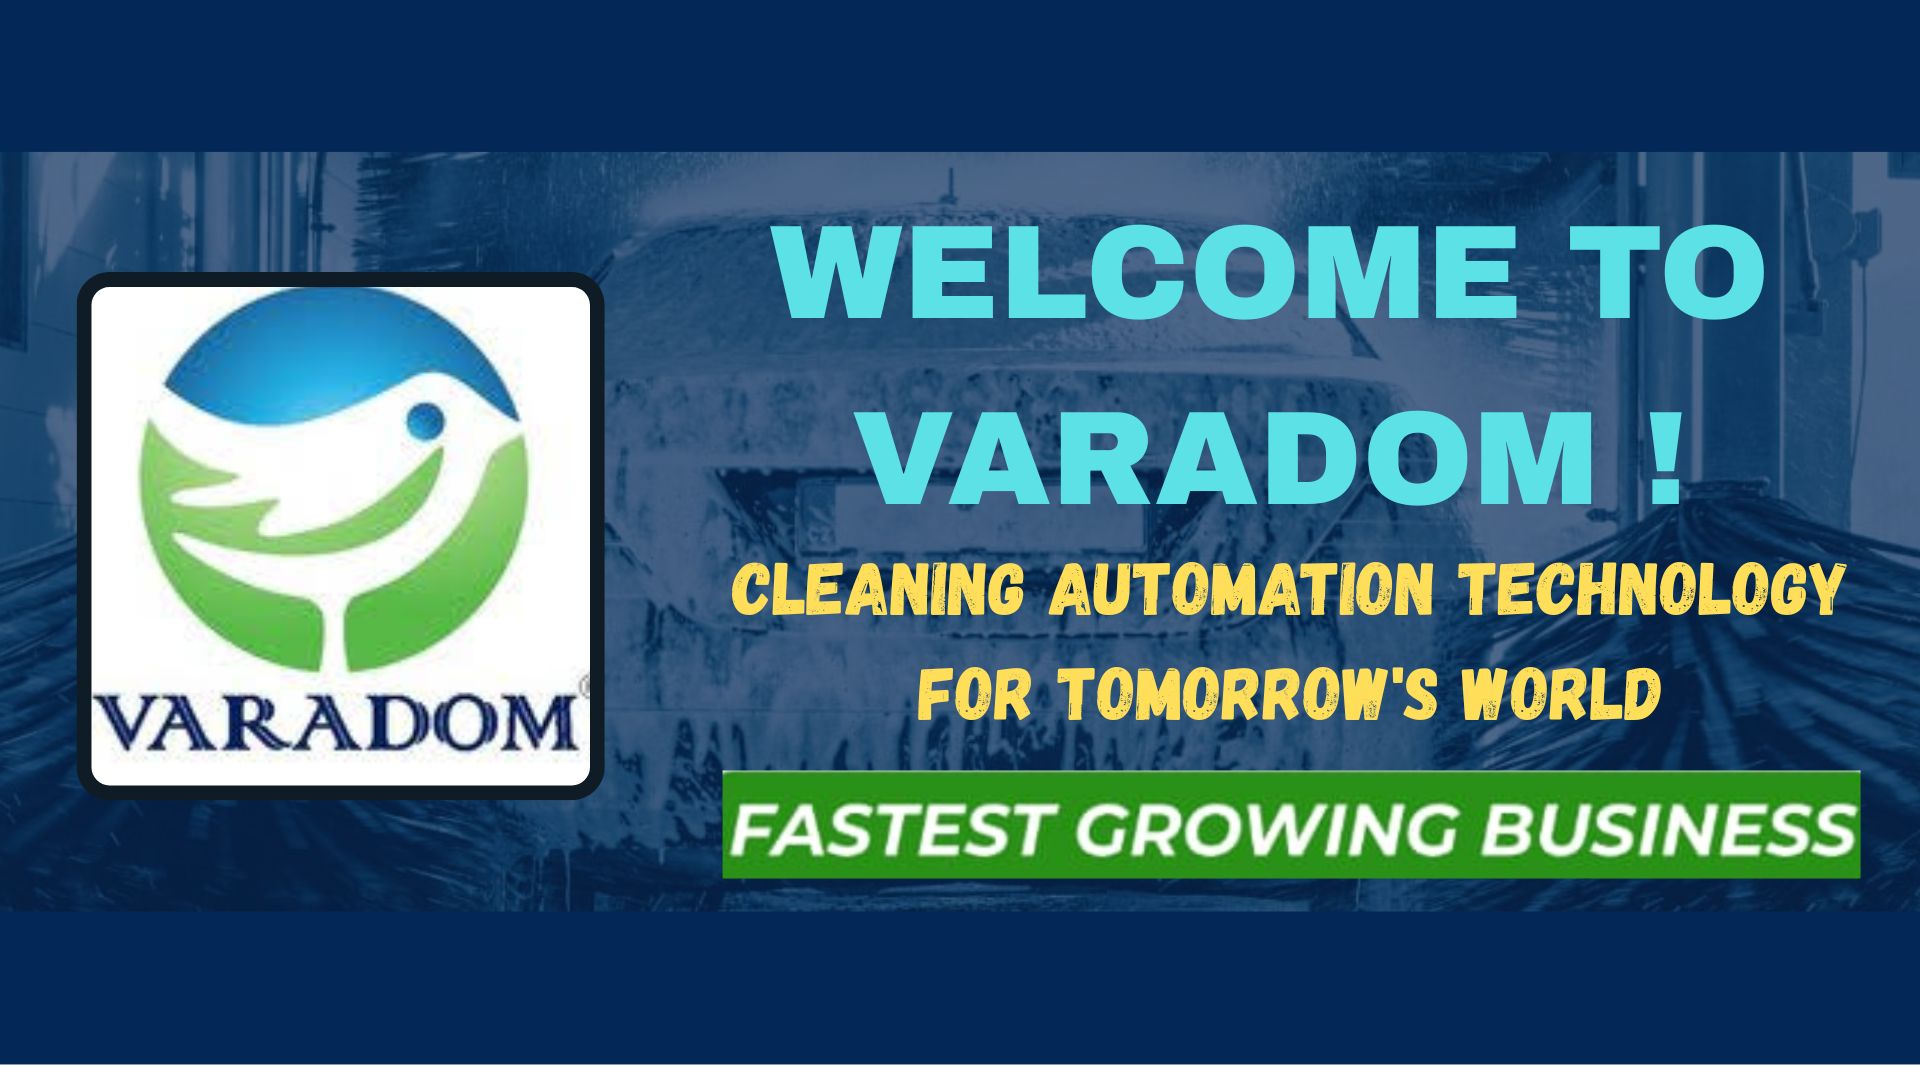 VARADOM®
WELCOME TO
VARADOM !
CLEANING AUTOMATION TECHNOLOGY
FOR TOMORROW'S WORLD
FASTEST GROWING BUSINESS